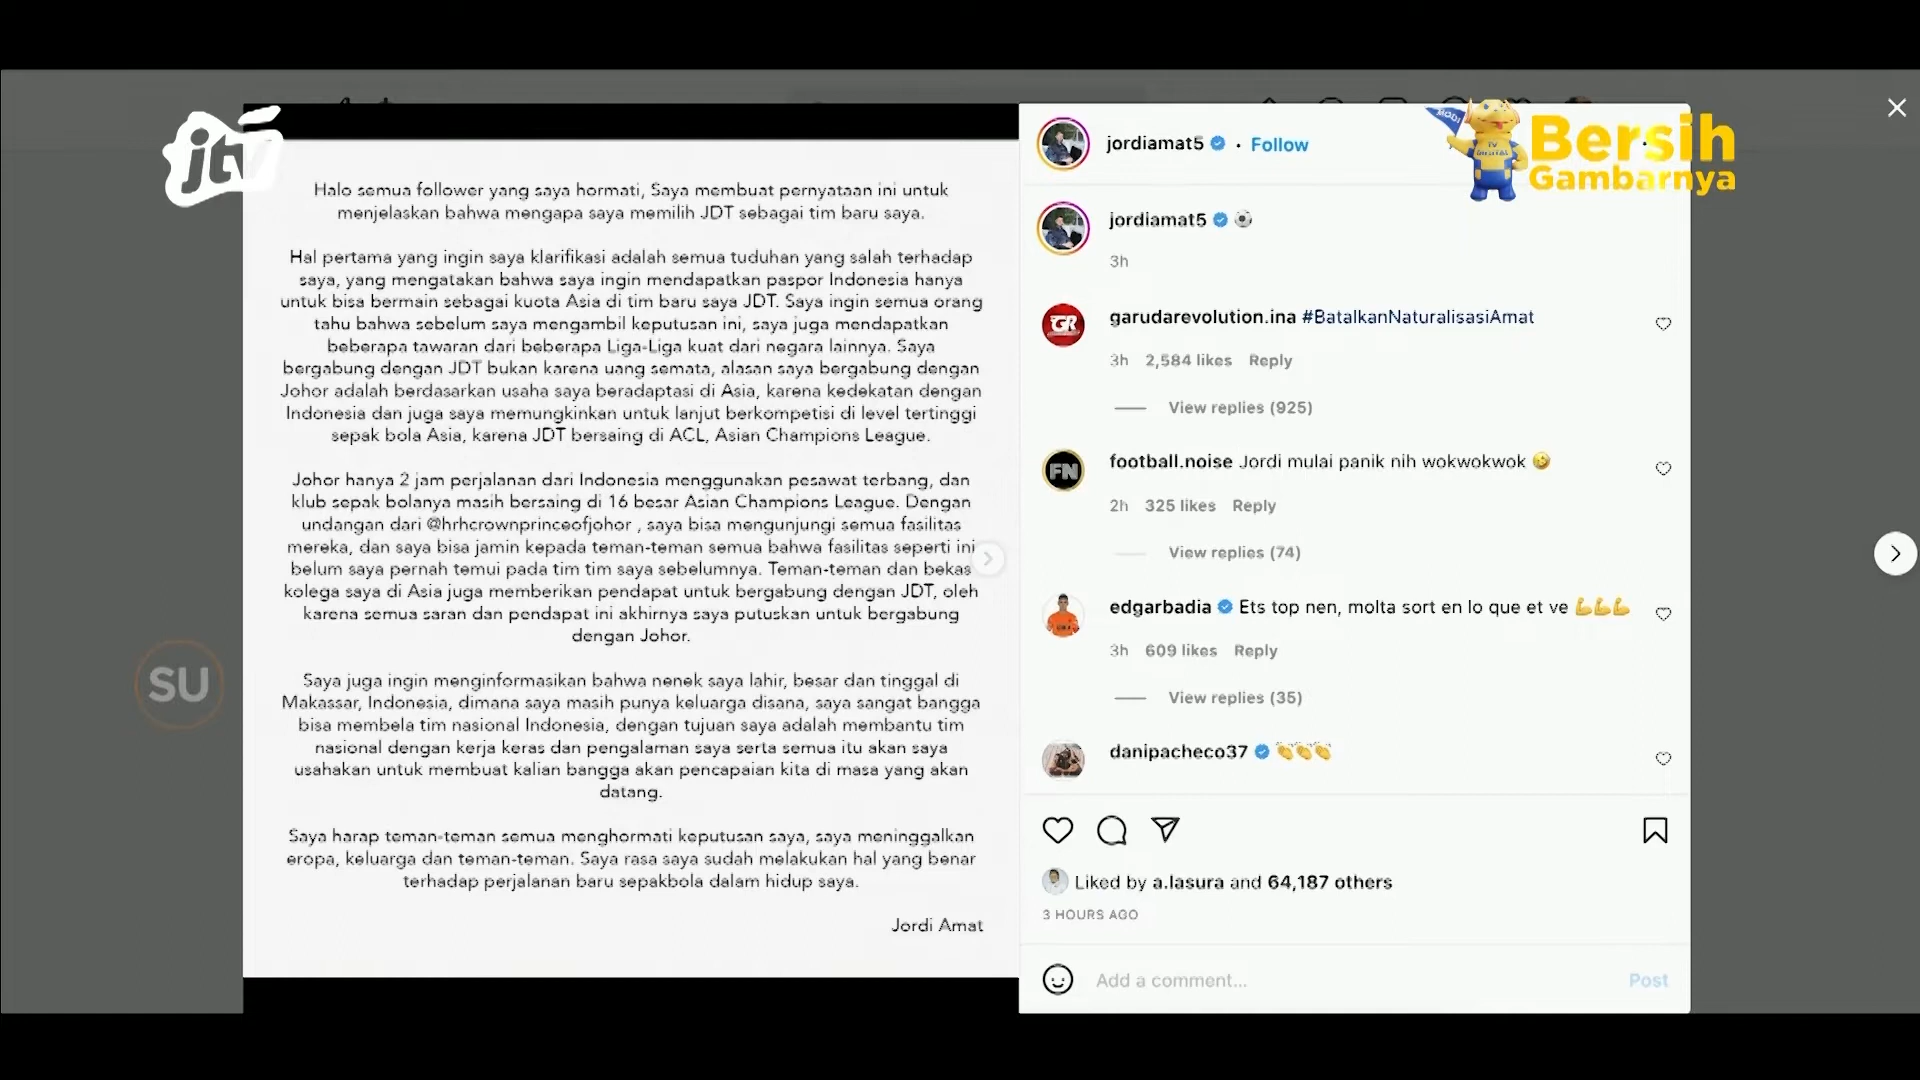 jtv
MODI
tv
Bersih
Gambarnya
Halo semua follower yang saya hormati, Saya membuat pernyataan ini untuk
menjelaskan bahwa mengapa saya memilih JDT sebagai tim baru saya.
Hal pertama yang ingin saya klarifikasi adalah semua tuduhan yang salah terhadap
saya, yang mengatakan bahwa saya ingin mendapatkan paspor Indonesia hanya
untuk bisa bermain sebagai kuota Asia di tim baru saya JDT. Saya ingin semua orang
tahu bahwa sebelum saya mengambil keputusan ini, saya juga mendapatkan
beberapa tawaran dari beberapa Liga-Liga kuat dari negara lainnya. Saya
bergabung dengan JDT bukan karena uang semata, alasan saya bergabung dengan
Johor adalah berdasarkan usaha saya beradaptasi di Asia, karena kedekatan dengan
Indonesia dan juga saya memungkinkan untuk lanjut berkompetisi di level tertinggi
sepak bola Asia, karena JDT bersaing di ACL, Asian Champions League.
Johor hanya 2 jam perjalanan dari Indonesia menggunakan pesawat terbang, dan
klub sepak bolanya masih bersaing di 16 besar Asian Champions League. Dengan
undangan dari @hrhcrownprinceofjohor , saya bisa mengunjungi semua fasilitas
mereka, dan saya bisa jamin kepada teman-teman semua bahwa fasilitas seperti ini
belum saya pernah temui pada tim tim saya sebelumnya. Teman-teman dan bekas
kolega saya di Asia juga memberikan pendapat untuk bergabung dengan JDT, oleh
karena semua saran dan pendapat ini akhirnya saya putuskan untuk bergabung
dengan Johor.
Saya juga ingin menginformasikan bahwa nenek saya lahir, besar dan tinggal di
Makassar, Indonesia, dimana saya masih punya keluarga disana, saya sangat bangga
bisa membela tim nasional Indonesia, dengan tujuan saya adalah membantu tim
nasional dengan kerja keras dan pengalaman saya serta semua itu akan saya
usahakan untuk membuat kalian bangga akan pencapaian kita di masa yang akan
datang.
Saya harap teman-teman semua menghormati keputusan saya, saya meninggalkan
eropa, keluarga dan teman-teman. Saya rasa saya sudah melakukan hal yang benar
terhadap perjalanan baru sepakbola dalam hidup saya.
Jordi Amat
SU
jordiamat5 • Follow
jordiamat5 ⚽
3h
GR
garudarevolution.ina #BatalkanNaturalisasiAmat
3h 2,584 likes Reply
View replies (925)
FN
football.noise Jordi mulai panik nih wokwokwok 🤣
2h 325 likes Reply
View replies (74)
edgarbadia Ets top nen, molta sort en lo que et ve 💪💪💪
3h 609 likes Reply
View replies (35)
danipacheco37 👏👏👏
Liked by a.lasura and 64,187 others
3 HOURS AGO
Add a comment...
Post